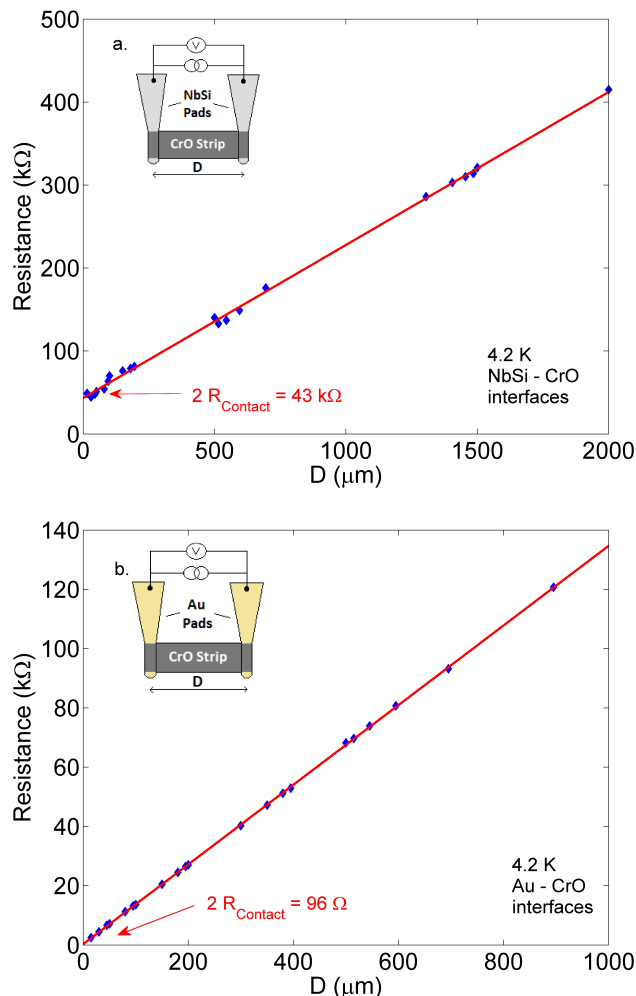 a.
V
NbSi
Pads
CrO Strip
D
Resistance (kΩ)
500
400
300
200
100
0
2 R_Contact = 43 kΩ
4.2 K
NbSi - CrO
interfaces
0 500 1000 1500 2000
D (μm)
b.
V
Au
Pads
CrO Strip
D
Resistance (kΩ)
140
120
100
80
60
40
20
0
2 R_Contact = 96 Ω
4.2 K
Au - CrO
interfaces
0 200 400 600 800 1000
D (μm)